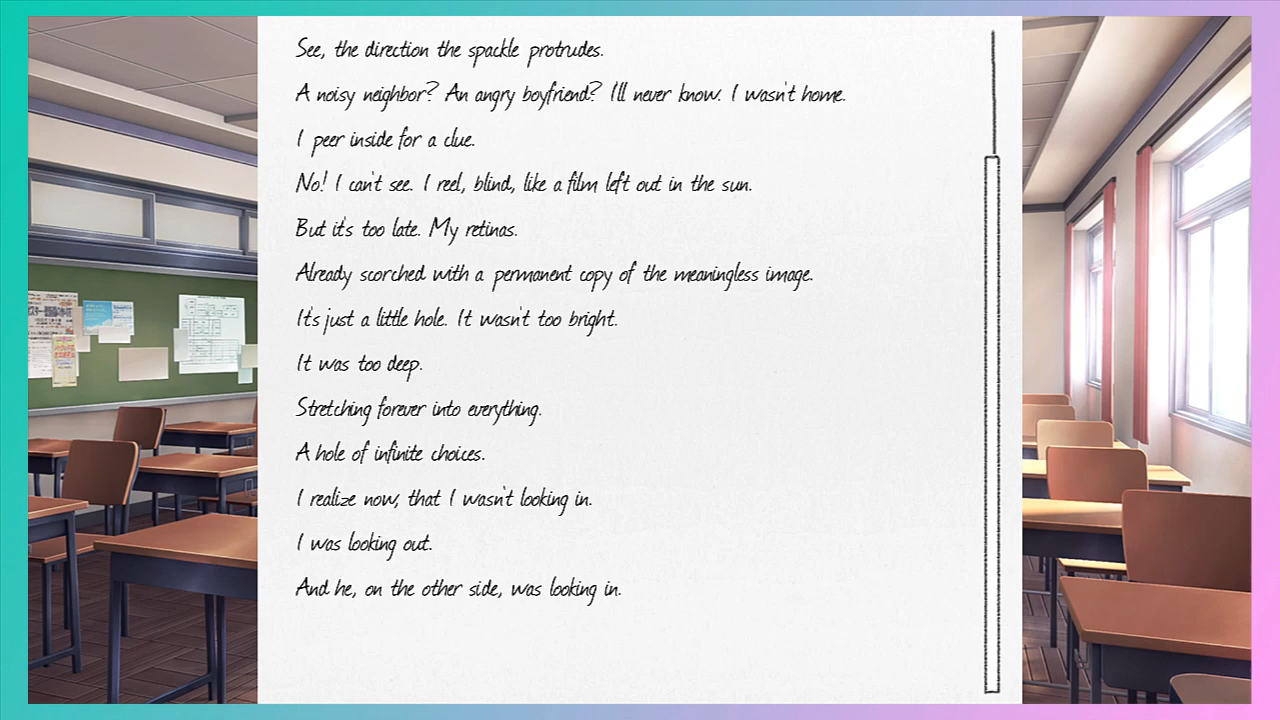 See, the direction the spackle protrudes.
A noisy neighbor? An angry boyfriend? I'll never know. I wasn't home.
I peer inside for a clue.
No! I can't see. I reel, blind, like a film left out in the sun.
But it's too late. My retinas.
Already scorched with a permanent copy of the meaningless image.
It's just a little hole. It wasn't too bright.
It was too deep.
Stretching forever into everything.
A hole of infinite choices.
I realize now, that I wasn't looking in.
I was looking out.
And he, on the other side, was looking in.